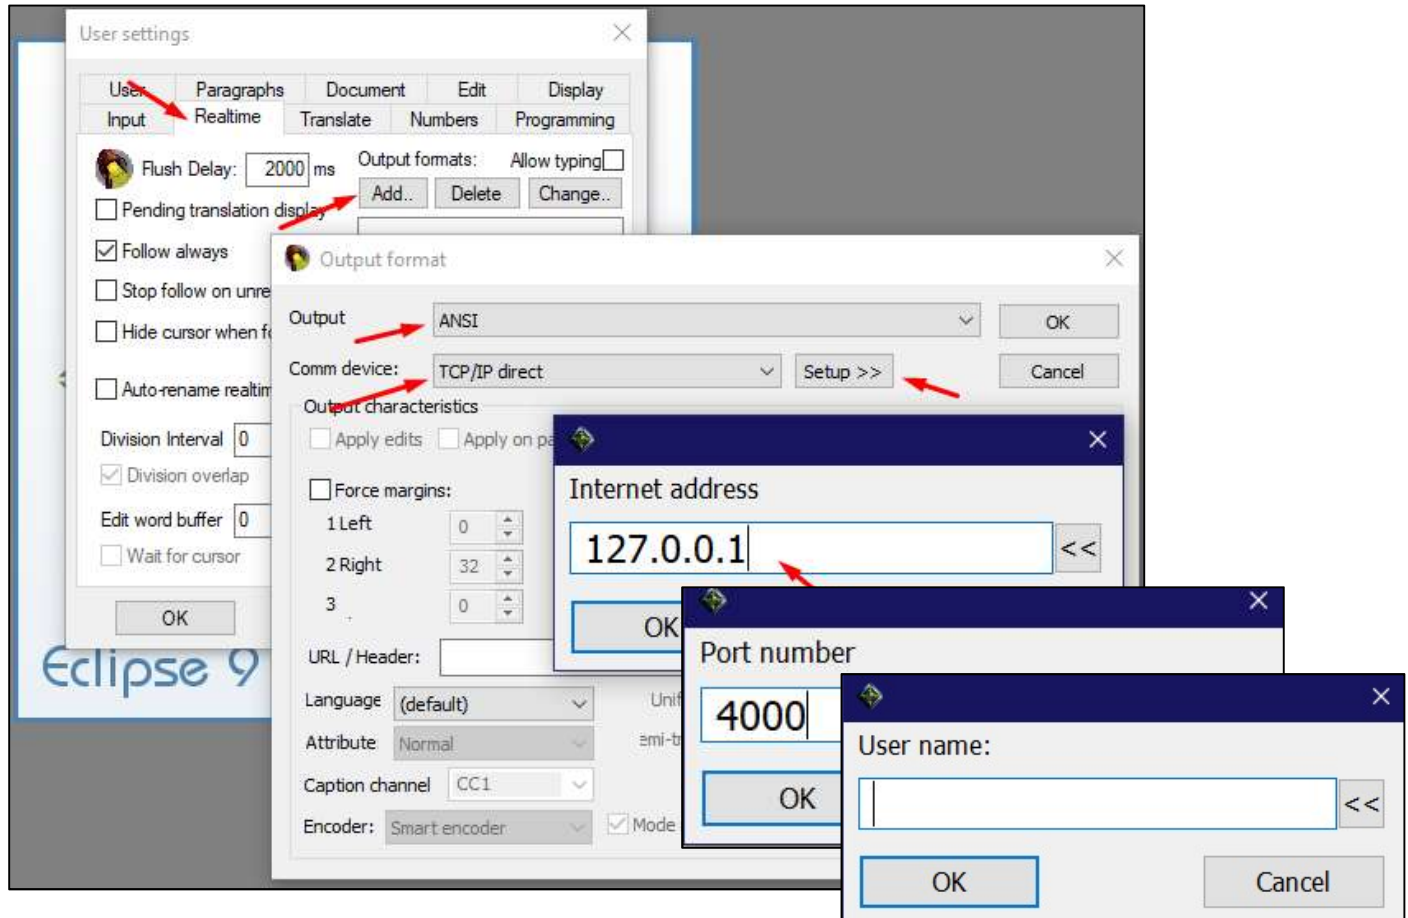 User settings
User Paragraphs Document Edit Display
Input Realtime Translate Numbers Programming
Flush Delay: 2000 ms Output formats: Allow typing
Add.. Delete Change..
Pending translation display
Follow always
Stop follow on unre
Hide cursor when fo
Auto-rename realtim
Division Interval 0
Division overlap
Edit word buffer 0
Wait for cursor
OK
Eclipse 9
Output format
Output ANSI OK
Comm device: TCP/IP direct Setup >> Cancel
Output characteristics
Apply edits Apply on pa
Force margins:
1 Left 0
2 Right 32
3 0
URL / Header:
Language (default) Unif
Attribute Normal emi-tr
Caption channel CC1
Encoder: Smart encoder Mode
Internet address
127.0.0.1 <<
OK
Port number
4000
OK
User name:
<<
OK Cancel